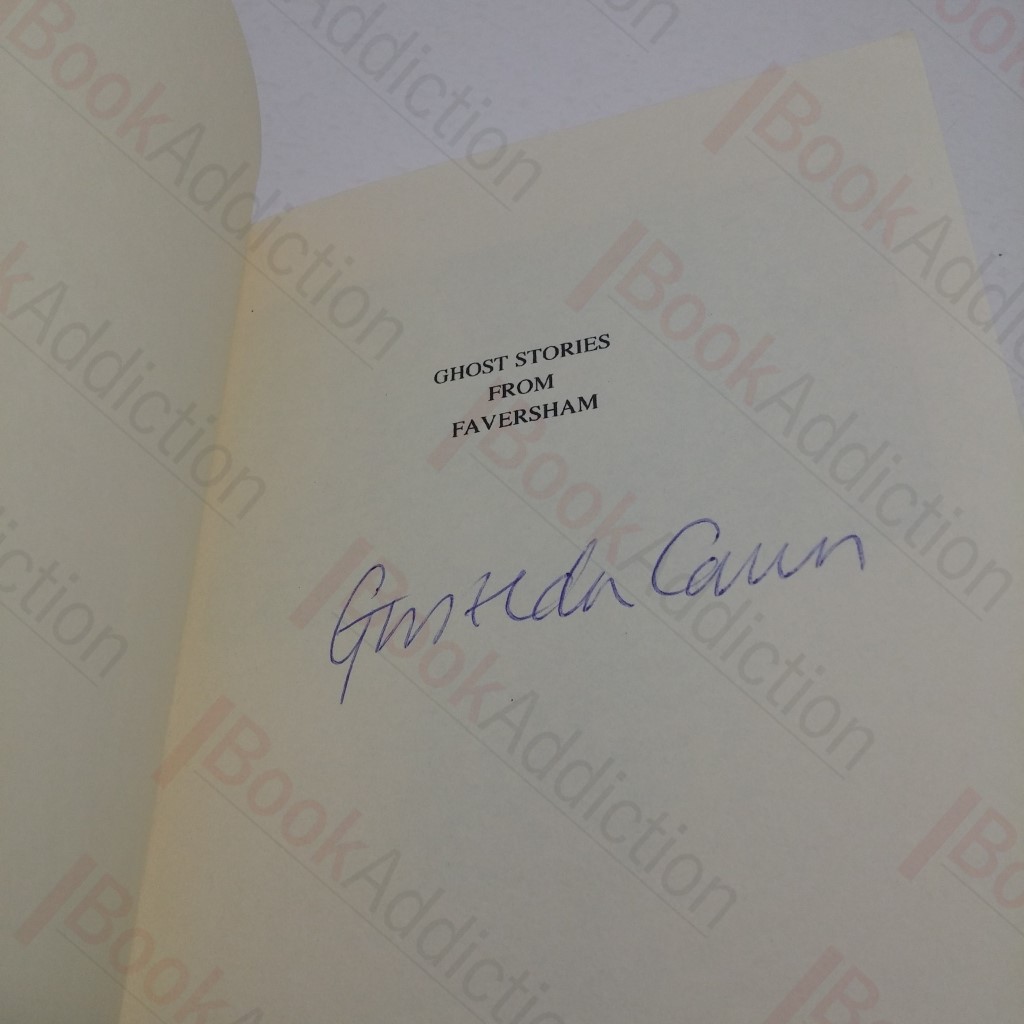 GHOST STORIES
FROM
FAVERSHAM
Griselda Cann
BookAddiction